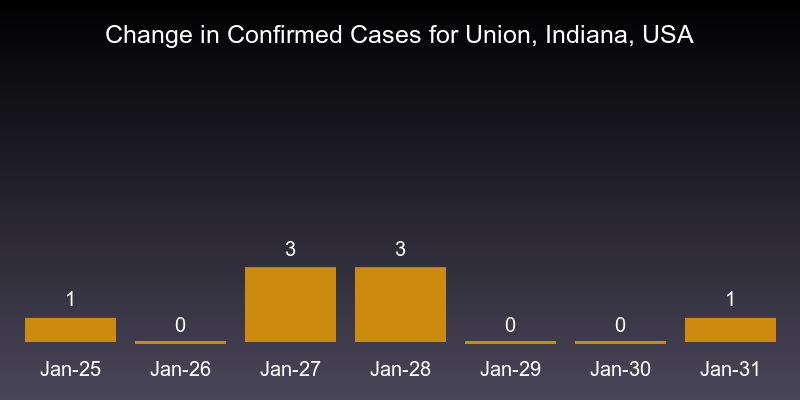 Change in Confirmed Cases for Union, Indiana, USA
1 0 3 3 0 0 1
Jan-25 Jan-26 Jan-27 Jan-28 Jan-29 Jan-30 Jan-31